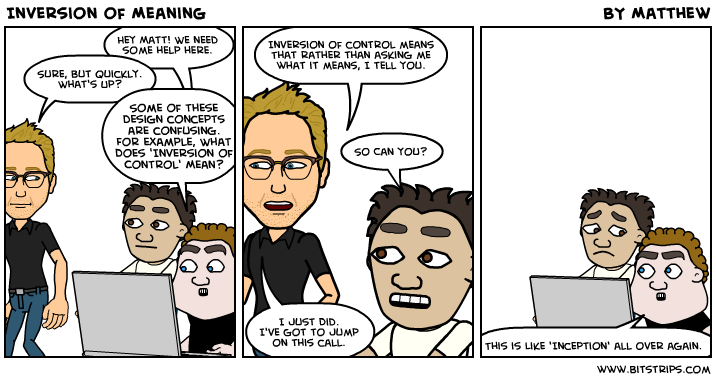 INVERSION OF MEANING
BY MATTHEW
HEY MATT! WE NEED
SOME HELP HERE.
SURE, BUT QUICKLY.
WHAT'S UP?
SOME OF THESE
DESIGN CONCEPTS
ARE CONFUSING.
FOR EXAMPLE, WHAT
DOES 'INVERSION OF
CONTROL' MEAN?
INVERSION OF CONTROL MEANS
THAT RATHER THAN ASKING ME
WHAT IT MEANS, I TELL YOU.
SO CAN YOU?
I JUST DID.
I'VE GOT TO JUMP
ON THIS CALL.
THIS IS LIKE 'INCEPTION' ALL OVER AGAIN.
WWW.BITSTRIPS.COM